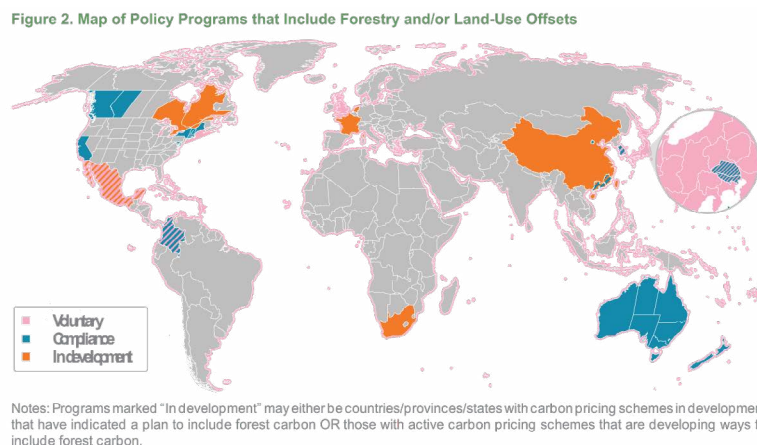 Figure 2. Map of Policy Programs that Include Forestry and/or Land-Use Offsets
Voluntary
Compliance
In development
Notes: Programs marked “In development” may either be countries/provinces/states with carbon pricing schemes in developmen
that have indicated a plan to include forest carbon OR those with active carbon pricing schemes that are developing ways
include forest carbon.